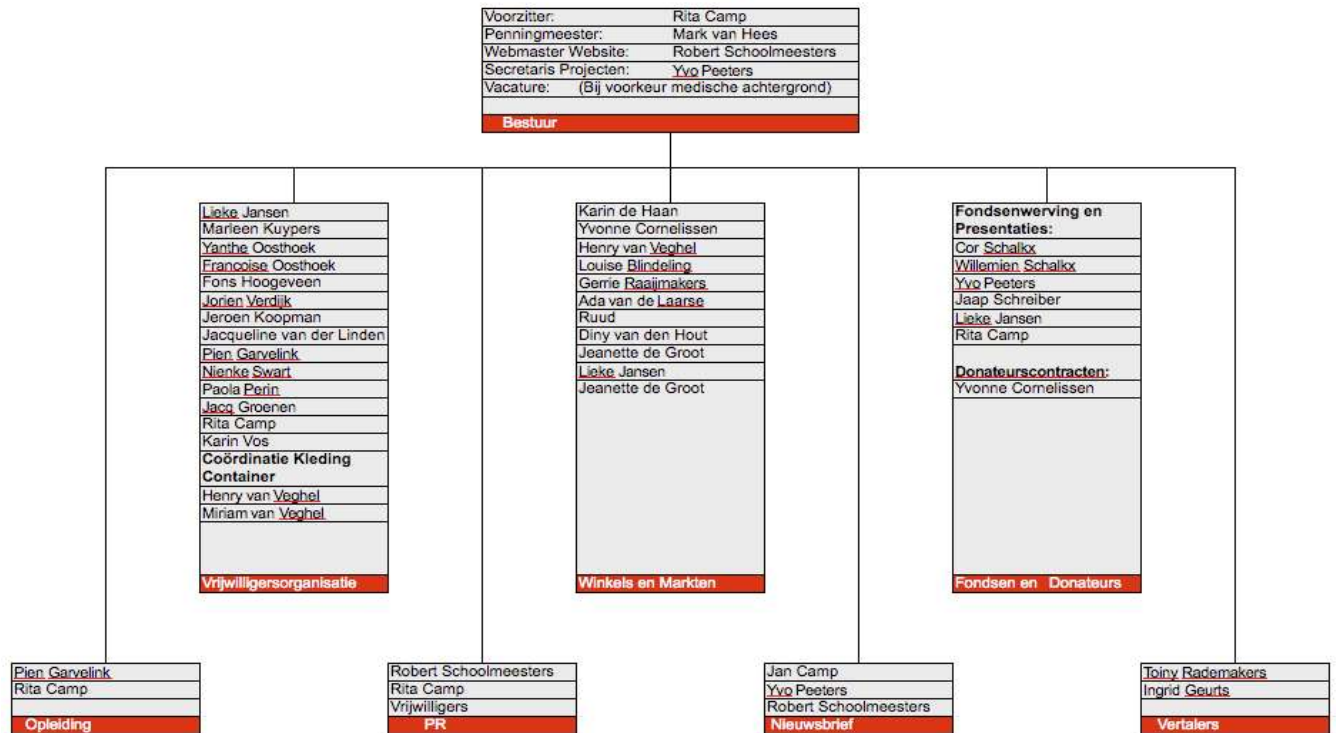 Voorzitter: Rita Camp
Penningmeester: Mark van Hees
Webmaster Website: Robert Schoolmeesters
Secretaris Projecten: Yvo Peeters
Vacature: (Bij voorkeur medische achtergrond)
Bestuur
Lieke Jansen
Marleen Kuypers
Yanthe Oosthoek
Francoise Oosthoek
Fons Hoogeveen
Jorien Verdijk
Jeroen Koopman
Jacqueline van der Linden
Pien Garvelink
Nienke Swart
Paola Perin
Jacq Groenen
Rita Camp
Karin Vos
Coördinatie Kleding
Container
Henry van Veghel
Miriam van Veghel
Vrijwilligersorganisatie
Karin de Haan
Yvonne Cornelissen
Henry van Veghel
Louise Blindeling
Gerrie Raaijmakers
Ada van de Laarse
Ruud
Diny van den Hout
Jeanette de Groot
Lieke Jansen
Jeanette de Groot
Winkels en Markten
Fondsenwerving en
Presentaties:
Cor Schalkx
Willemien Schalkx
Yvo Peeters
Jaap Schreiber
Lieke Jansen
Rita Camp
Donateurscontracten:
Yvonne Cornelissen
Fondsen en Donateurs
Pien Garvelink
Rita Camp
Opleiding
Robert Schoolmeesters
Rita Camp
Vrijwilligers
PR
Jan Camp
Yvo Peeters
Robert Schoolmeesters
Nieuwsbrief
Toiny Rademakers
Ingrid Geurts
Vertalers